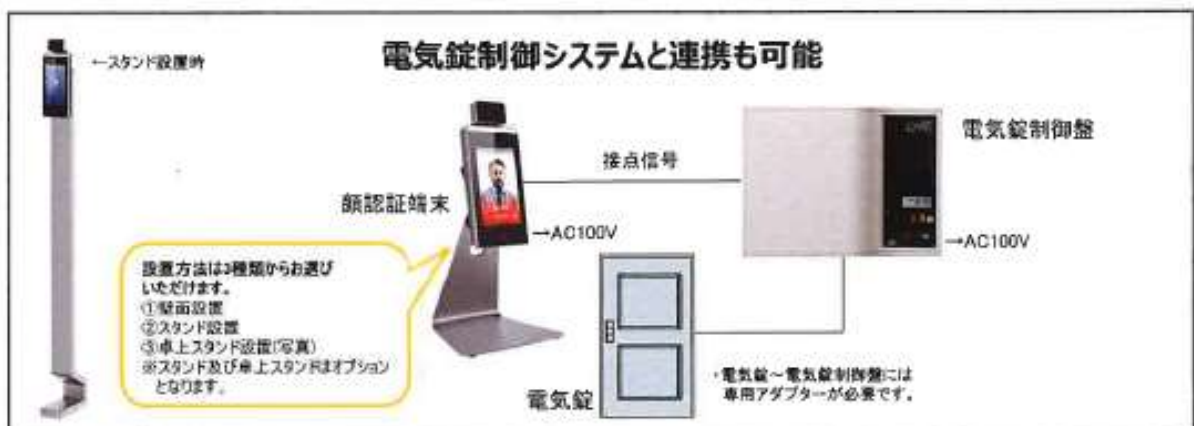 電気錠制御システムと連携も可能
←スタンド設置時
電気錠制御盤
接点信号
顔認証端末
→AC100V
→AC100V
設置方法は3種類からお選び
いただけます。
①壁面設置
②スタンド設置
③卓上スタンド設置(写真)
※スタンド及び卓上スタンドはオプション
となります。
電気錠
・電気錠～電気錠制御盤には
専用アダプターが必要です。